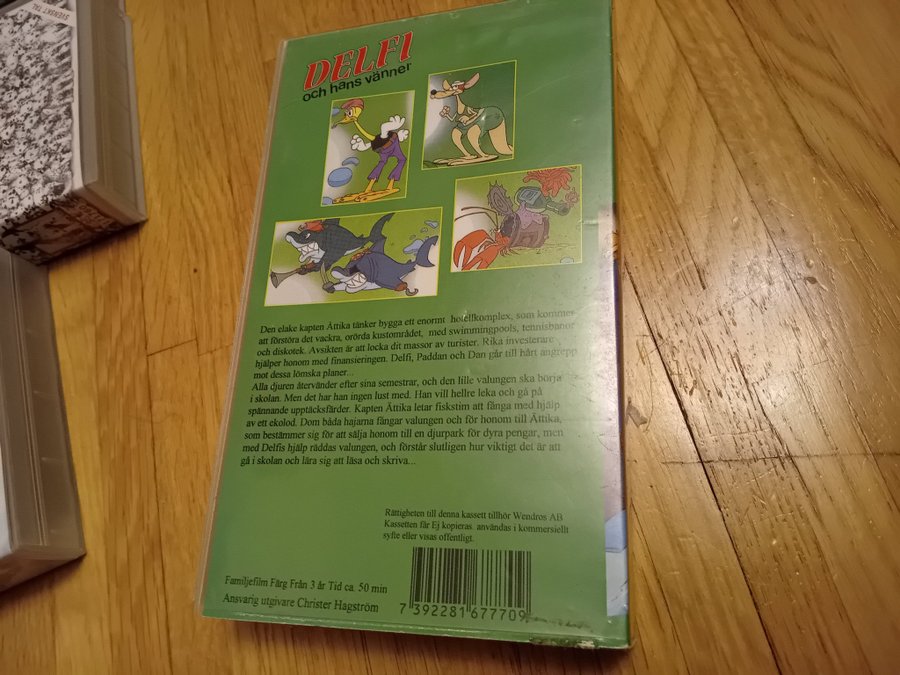 SVENSKT TAL
DELFI
och hans vänner
Den elake kapten Ättika tänker bygga ett enormt hotellkomplex, som kommer
att förstöra det vackra, orörda kustområdet, med swimmingpools, tennisbanor
och diskotek. Avsikten är att locka dit massor av turister. Rika investerare
hjälper honom med finansieringen. Delfi, Paddan och Dan går till hårt angrepp
mot dessa lömska planer...
Alla djuren återvänder efter sina semestrar, och den lille valungen ska börja
i skolan. Men det har han ingen lust med. Han vill hellre leka och gå på
spännande upptäcksfärder. Kapten Ättika letar fiskstim att fånga med hjälp
av ett ekolod. Dom båda hajarna fångar valungen och för honom till Ättika,
som bestämmer sig för att sälja honom till en djurpark för dyra pengar, men
med Delfis hjälp räddas valungen, och förstår slutligen hur viktigt det är att
gå i skolan och lära sig att läsa och skriva...
Rättigheten till denna kassett tillhör Wendros AB
Kassetten får Ej kopieras användas i kommersiellt
syfte eller visas offentligt.
Familjefilm Färg Från 3 år Tid ca. 50 min
Ansvarig utgivare Christer Hagström
7 392281 677709